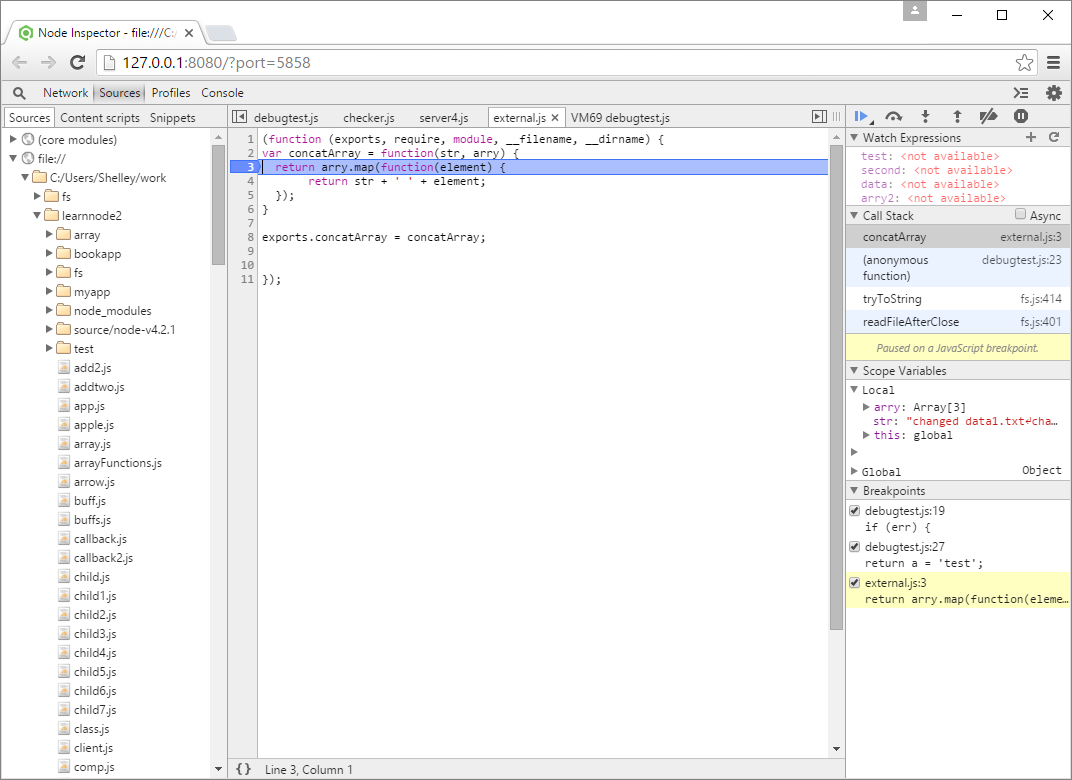 Node Inspector - file:///C:/
127.0.0.1:8080/?port=5858
Network Sources Profiles Console
Sources Content scripts Snippets
(core modules)
file://
C:/Users/Shelley/work
fs
learnnode2
array
bookapp
fs
myapp
node_modules
source/node-v4.2.1
test
add2.js
addtwo.js
app.js
apple.js
array.js
arrayFunctions.js
arrow.js
buff.js
buffs.js
callback.js
callback2.js
child.js
child1.js
child2.js
child3.js
child4.js
child5.js
child6.js
child7.js
class.js
client.js
comp.js
debugtest.js checker.js server4.js external.js VM69 debugtest.js
1 (function (exports, require, module, __filename, __dirname) {
2 var concatArray = function(str, arry) {
3 return arry.map(function(element) {
4 return str + ' ' + element;
5 });
6 }
7
8 exports.concatArray = concatArray;
9
10
11 });
{} Line 3, Column 1
Watch Expressions
test: <not available>
second: <not available>
data: <not available>
arry2: <not available>
Call Stack Async
concatArray external.js:3
(anonymous debugtest.js:23
function)
tryToString fs.js:414
readFileAfterClose fs.js:401
Paused on a JavaScript breakpoint.
Scope Variables
Local
arry: Array[3]
str: "changed data1.txt↵cha…
this: global
Global Object
Breakpoints
debugtest.js:19
if (err) {
debugtest.js:27
return a = 'test';
external.js:3
return arry.map(function(eleme…